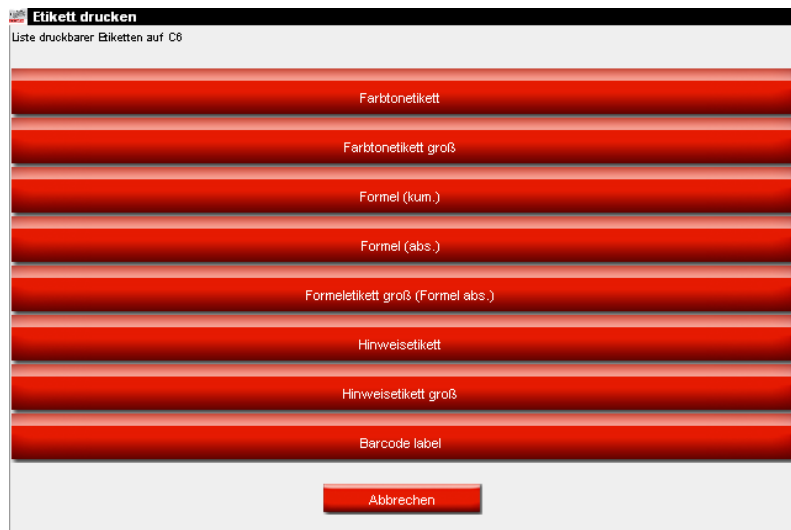 Etikett drucken
Liste druckbarer Etiketten auf C6
Farbtonetikett
Farbtonetikett groß
Formel (kum.)
Formel (abs.)
Formeletikett groß (Formel abs.)
Hinweisetikett
Hinweisetikett groß
Barcode label
Abbrechen